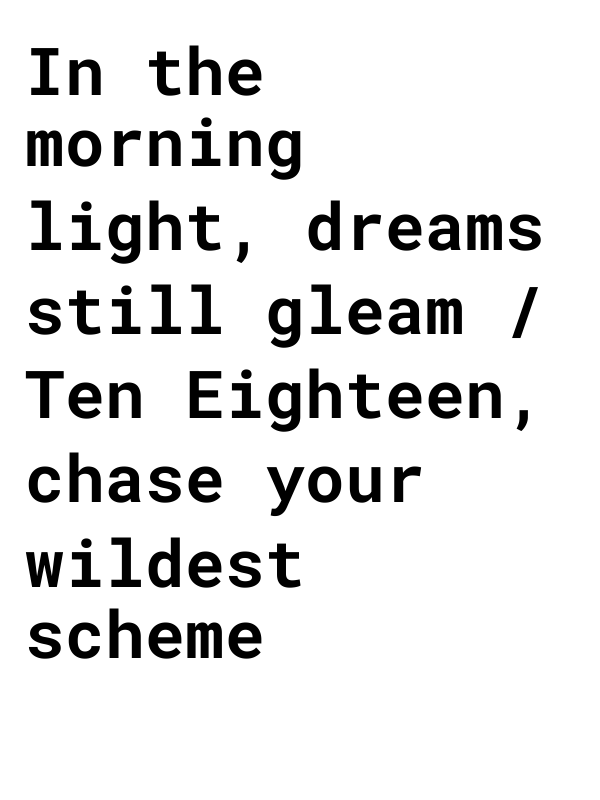 In the
morning
light, dreams
still gleam /
Ten Eighteen,
chase your
wildest
scheme